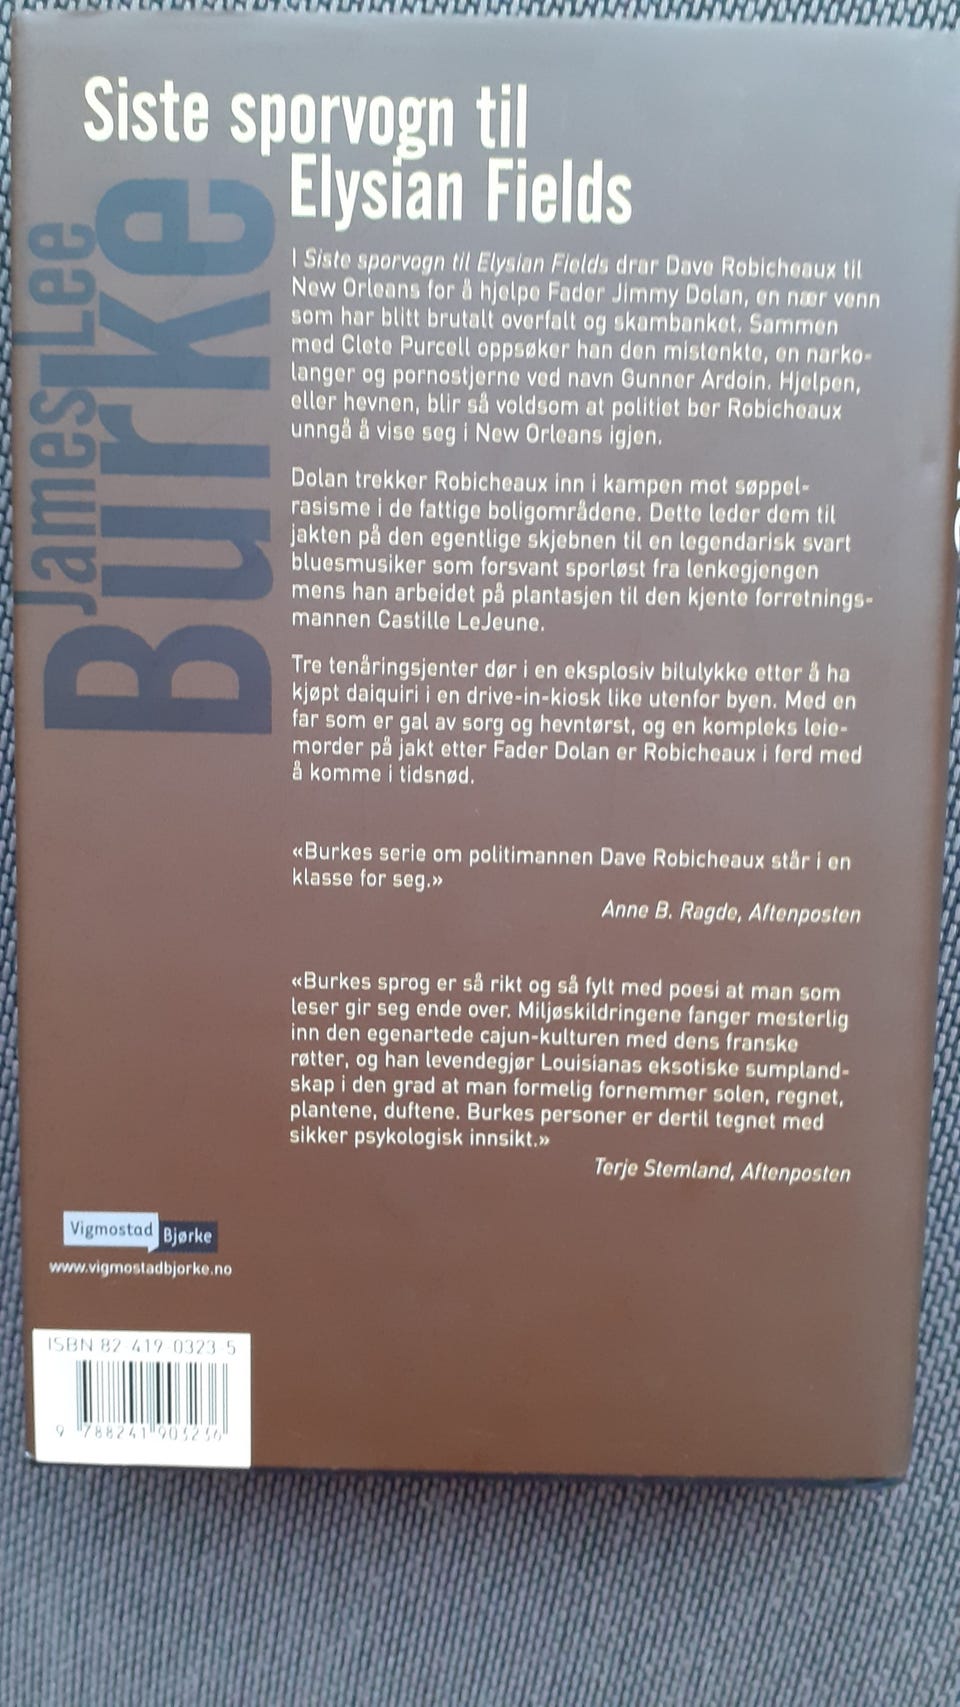 Siste sporvogn til
Elysian Fields
James Lee
Burke
I Siste sporvogn til Elysian Fields drar Dave Robicheaux til
New Orleans for å hjelpe Fader Jimmy Dolan, en nær venn
som har blitt brutalt overfalt og skambanket. Sammen
med Clete Purcell oppsøker han den mistenkte, en narko-
langer og pornostjerne ved navn Gunner Ardoin. Hjelpen,
eller hevnen, blir så voldsom at politiet ber Robicheaux
unngå å vise seg i New Orleans igjen.
Dolan trekker Robicheaux inn i kampen mot søppel-
rasisme i de fattige boligområdene. Dette leder dem til
jakten på den egentlige skjebnen til en legendarisk svart
bluesmusiker som forsvant sporløst fra lenkegjengen
mens han arbeidet på plantasjen til den kjente forretnings-
mannen Castille LeJeune.
Tre tenåringsjenter dør i en eksplosiv bilulykke etter å ha
kjøpt daiquiri i en drive-in-kiosk like utenfor byen. Med en
far som er gal av sorg og hevntørst, og en kompleks leie-
morder på jakt etter Fader Dolan er Robicheaux i ferd med
å komme i tidsnød.
«Burkes serie om politimannen Dave Robicheaux står i en
klasse for seg.»
Anne B. Ragde, Aftenposten
«Burkes sprog er så rikt og så fylt med poesi at man som
leser gir seg ende over. Miljøskildringene fanger mesterlig
inn den egenartede cajun-kulturen med dens franske
røtter, og han levendegjør Louisianas eksotiske sumpland-
skap i den grad at man formelig fornemmer solen, regnet,
plantene, duftene. Burkes personer er dertil tegnet med
sikker psykologisk innsikt.»
Terje Stemland, Aftenposten
Vigmostad Bjørke
www.vigmostadbjorke.no
ISBN 82-419-0323-5
9 788241 903236